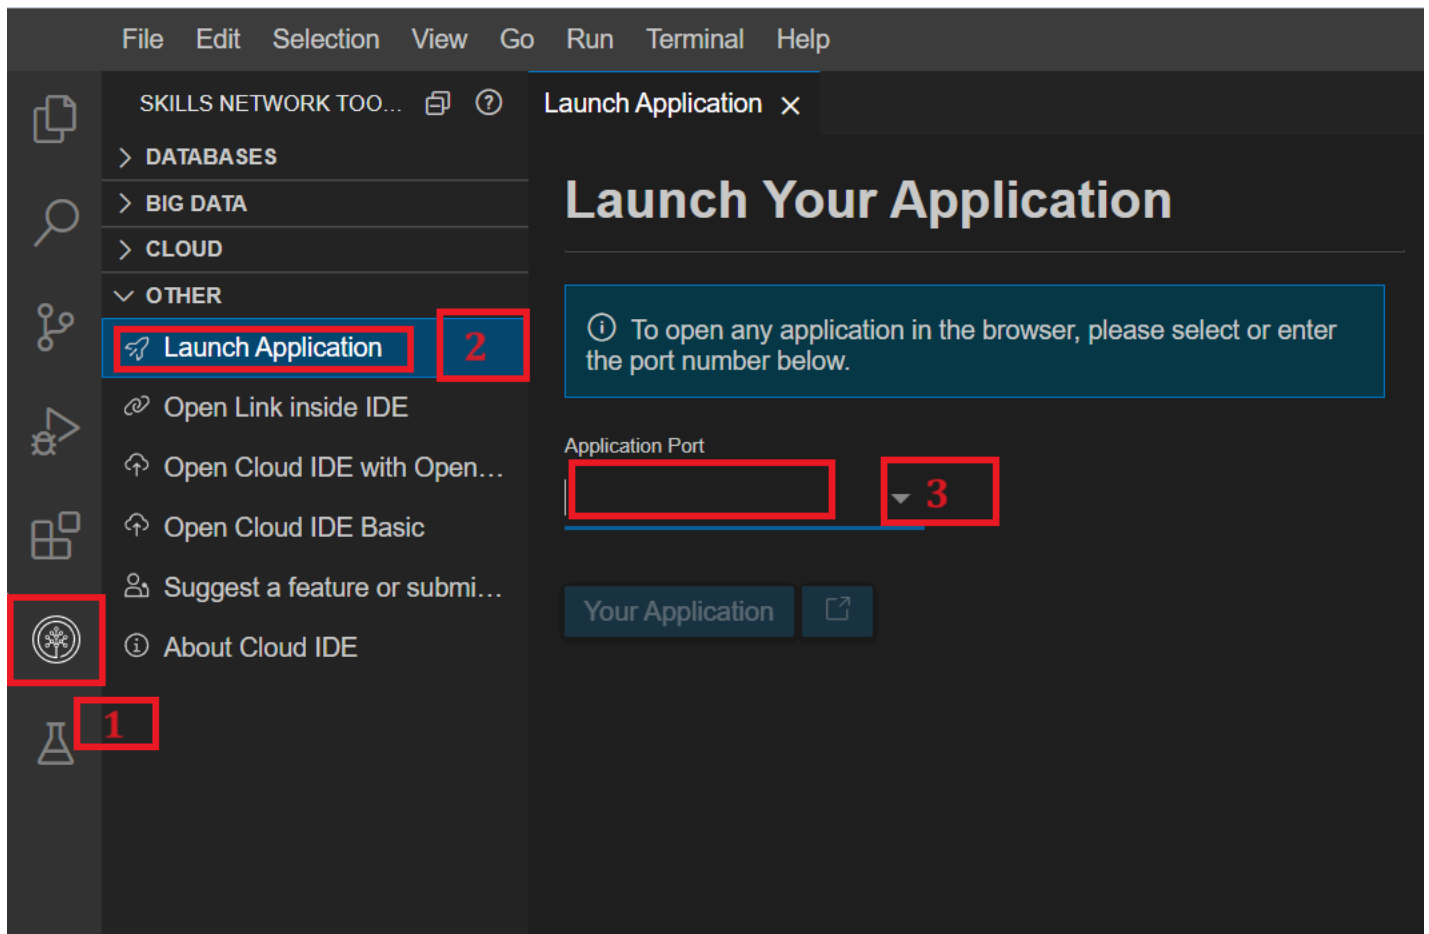 File Edit Selection View Go Run Terminal Help
SKILLS NETWORK TOO...
DATABASES
BIG DATA
CLOUD
OTHER
Launch Application
2
Open Link inside IDE
Open Cloud IDE with Open...
Open Cloud IDE Basic
Suggest a feature or submi...
About Cloud IDE
1
Launch Application
Launch Your Application
To open any application in the browser, please select or enter
the port number below.
Application Port
3
Your Application